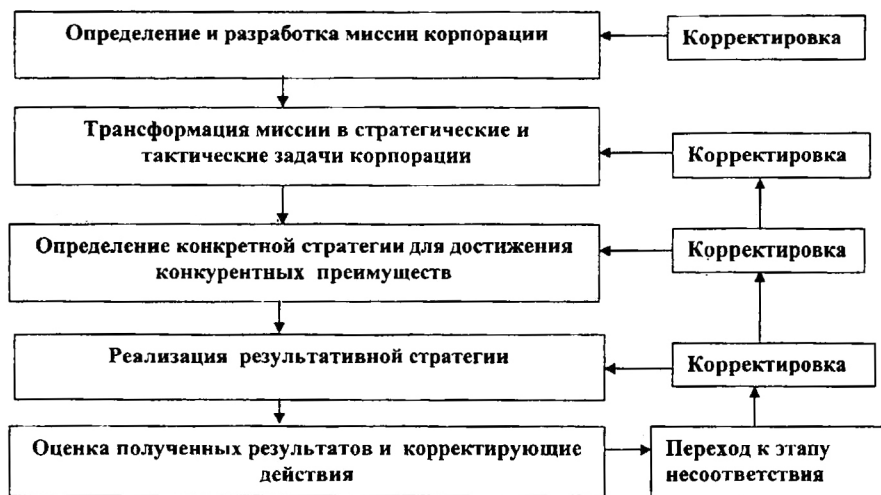 Определение и разработка миссии корпорации
Корректировка
Трансформация миссии в стратегические и
тактические задачи корпорации
Корректировка
Определение конкретной стратегии для достижения
конкурентных преимуществ
Корректировка
Реализация результативной стратегии
Корректировка
Оценка полученных результатов и корректирующие
действия
Переход к этапу
несоответствия